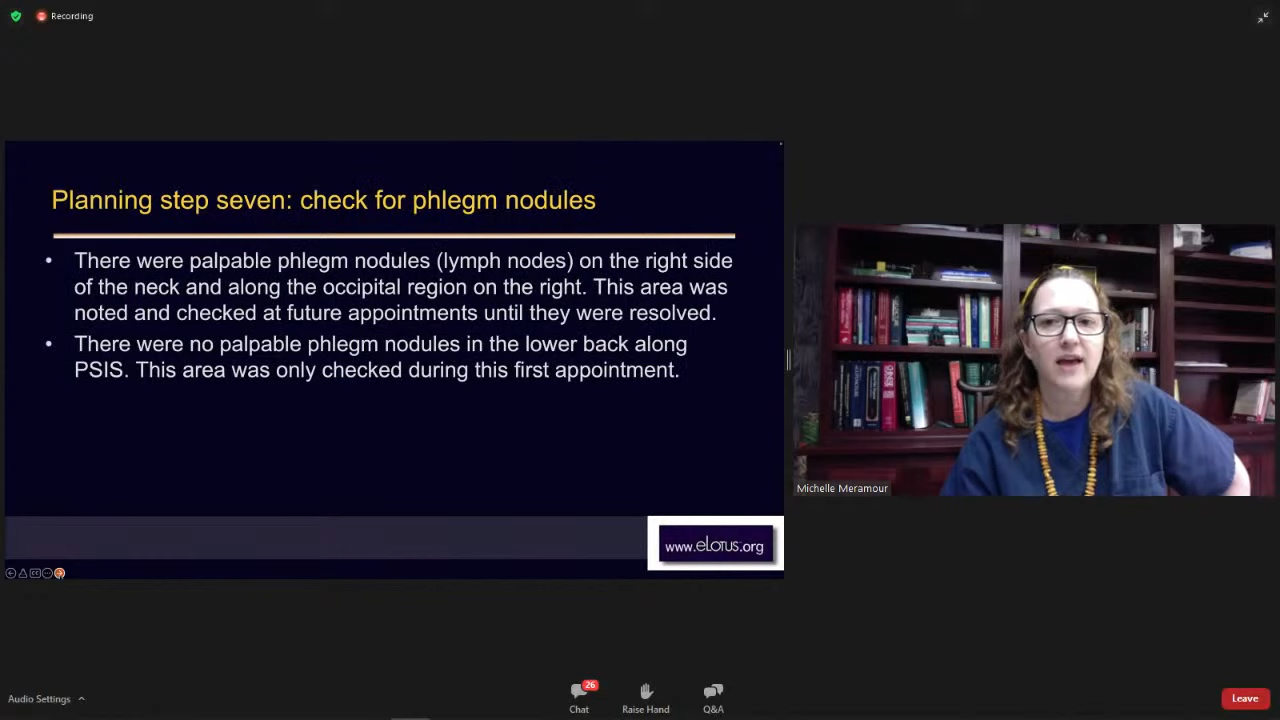 Recording
Planning step seven: check for phlegm nodules
• There were palpable phlegm nodules (lymph nodes) on the right side
of the neck and along the occipital region on the right. This area was
noted and checked at future appointments until they were resolved.
• There were no palpable phlegm nodules in the lower back along
PSIS. This area was only checked during this first appointment.
www.eLotus.org
Michelle Meramour
Audio Settings
26
Chat
Raise Hand
Q&A
Leave